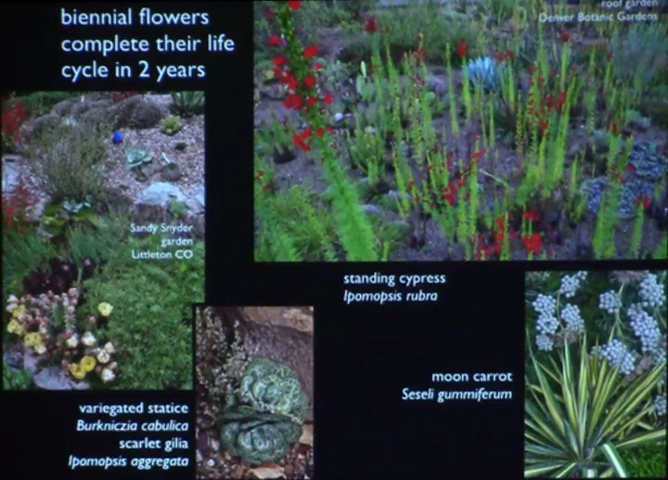 biennial flowers
complete their life
cycle in 2 years
roof garden
Denver Botanic Gardens
Sandy Snyder
garden
Littleton CO
standing cypress
Ipomopsis rubra
moon carrot
Seseli gummiferum
variegated statice
Burkniczia cabulica
scarlet gilia
Ipomopsis aggregata